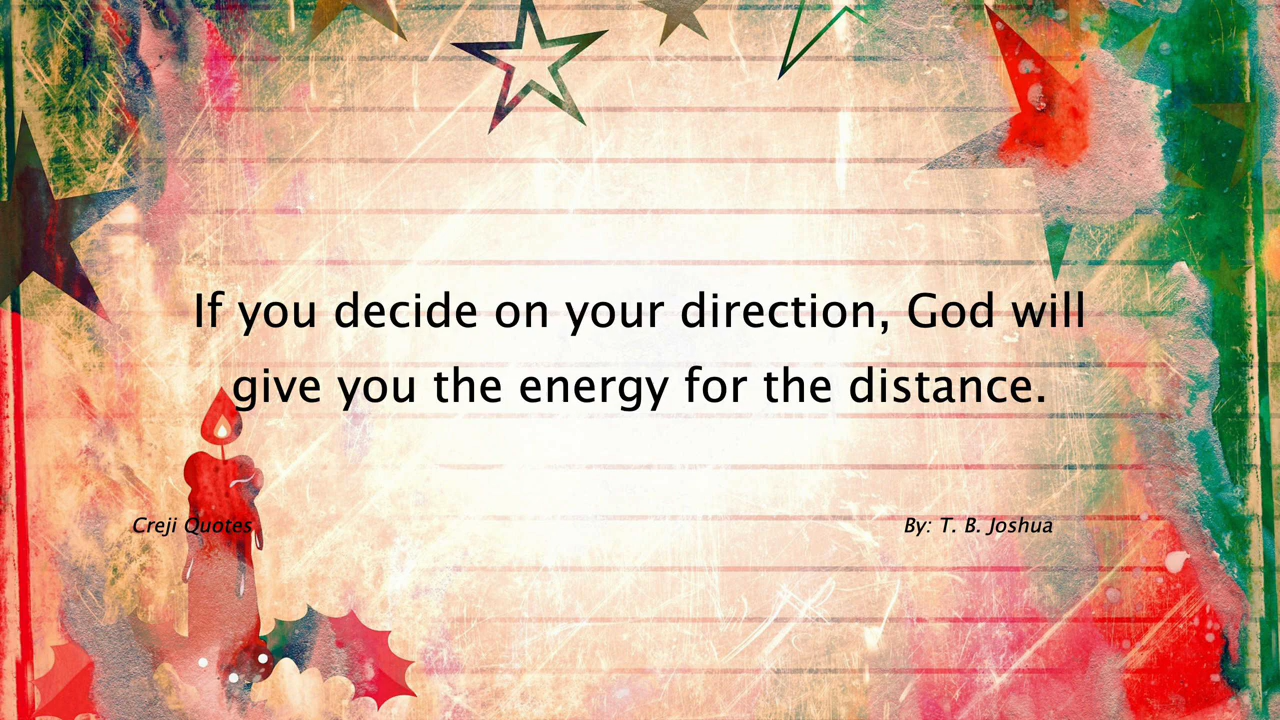 If you decide on your direction, God will
give you the energy for the distance.
Creji Quotes
By: T. B. Joshua